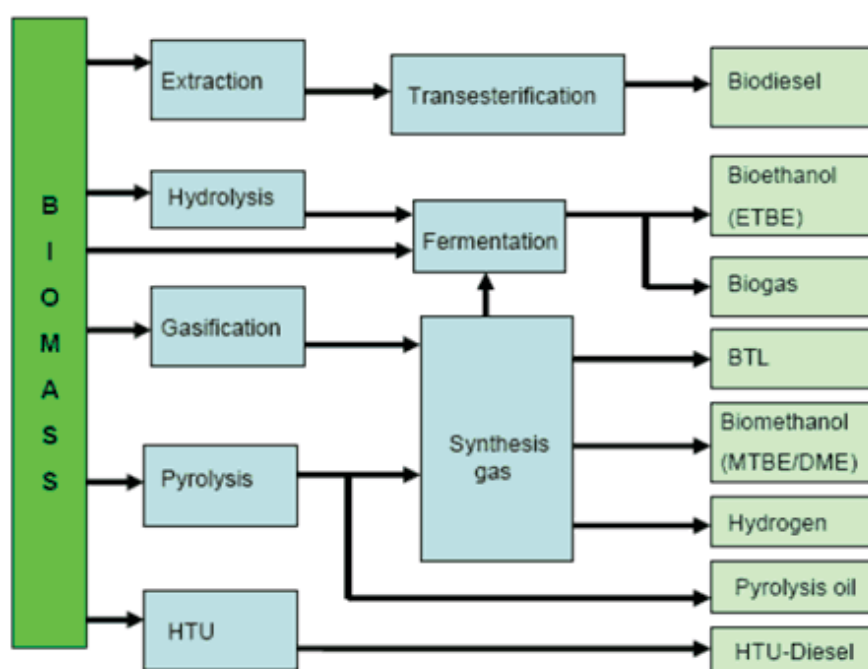 BIOMASS
Extraction
Transesterification
Biodiesel
Hydrolysis
Fermentation
Bioethanol
(ETBE)
Biogas
Gasification
Synthesis
gas
BTL
Biomethanol
(MTBE/DME)
Hydrogen
Pyrolysis
Pyrolysis oil
HTU
HTU-Diesel